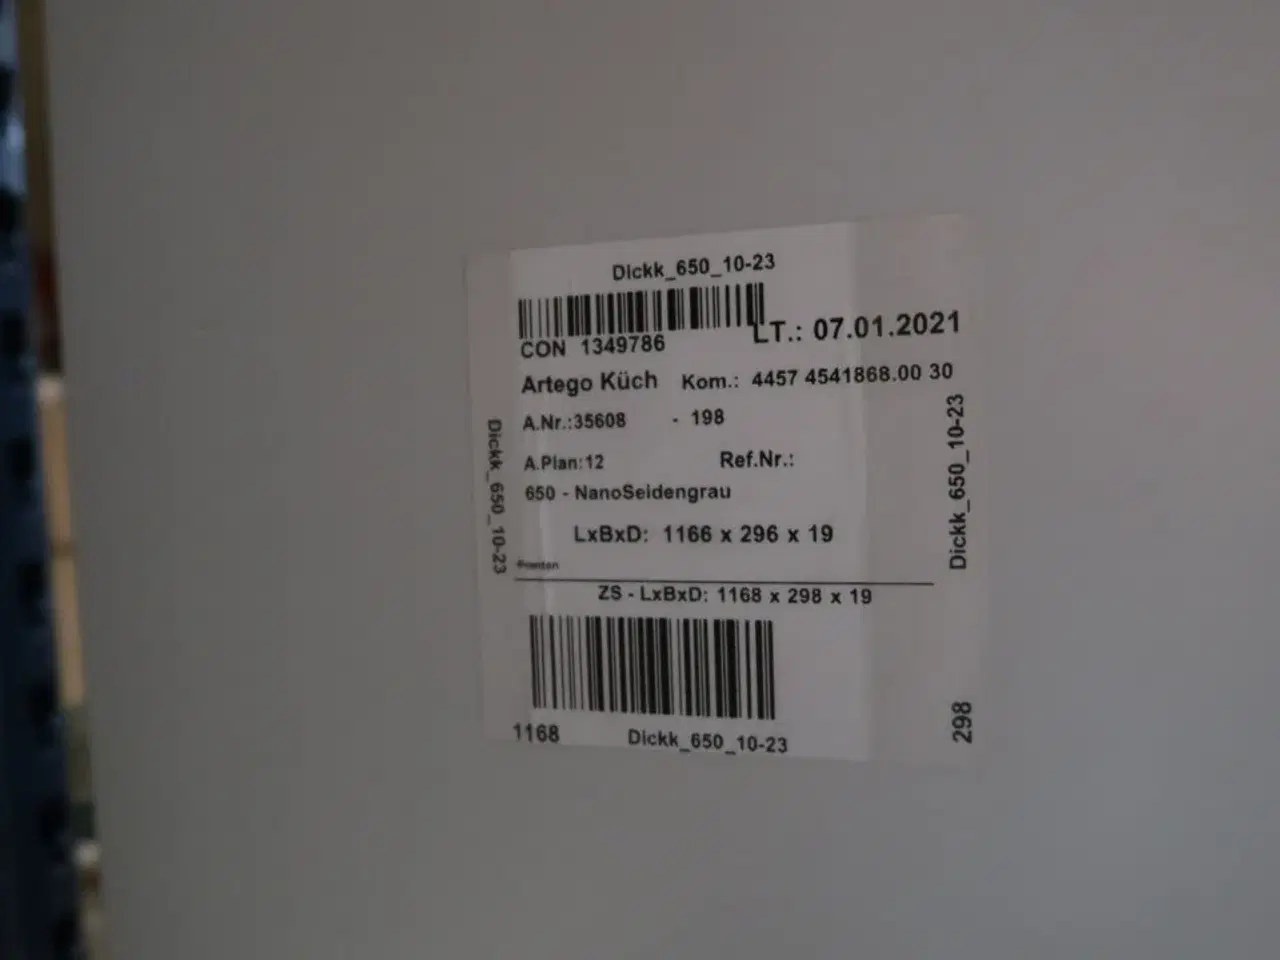 Dickk_650_10-23
CON 1349786
LT.: 07.01.2021
Artego Küch Kom.: 4457 4541868.00 30
A.Nr.:35608 - 198
A.Plan:12 Ref.Nr.:
650 - NanoSeidengrau
LxBxD: 1166 x 296 x 19
ZS - LxBxD: 1168 x 298 x 19
1168 Dickk_650_10-23
Dickk_650_10-23
Dickk_650_10-23
298